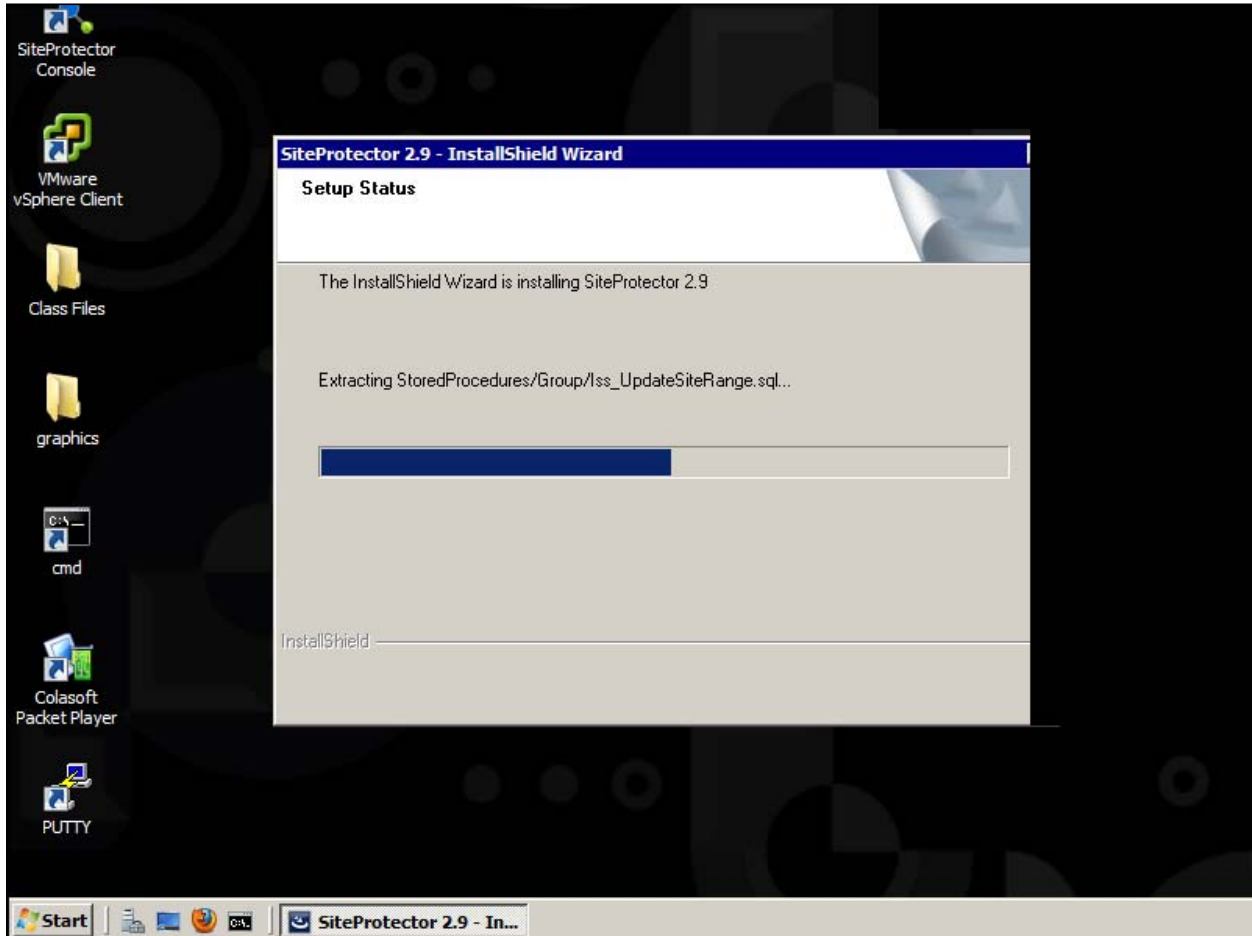 SiteProtector
Console
VMware
vSphere Client
Class Files
graphics
C:\
cmd
Colasoft
Packet Player
PUTTY
SiteProtector 2.9 - InstallShield Wizard
Setup Status
The InstallShield Wizard is installing SiteProtector 2.9
Extracting StoredProcedures/Group/Iss_UpdateSiteRange.sql...
InstallShield
Start
SiteProtector 2.9 - In...